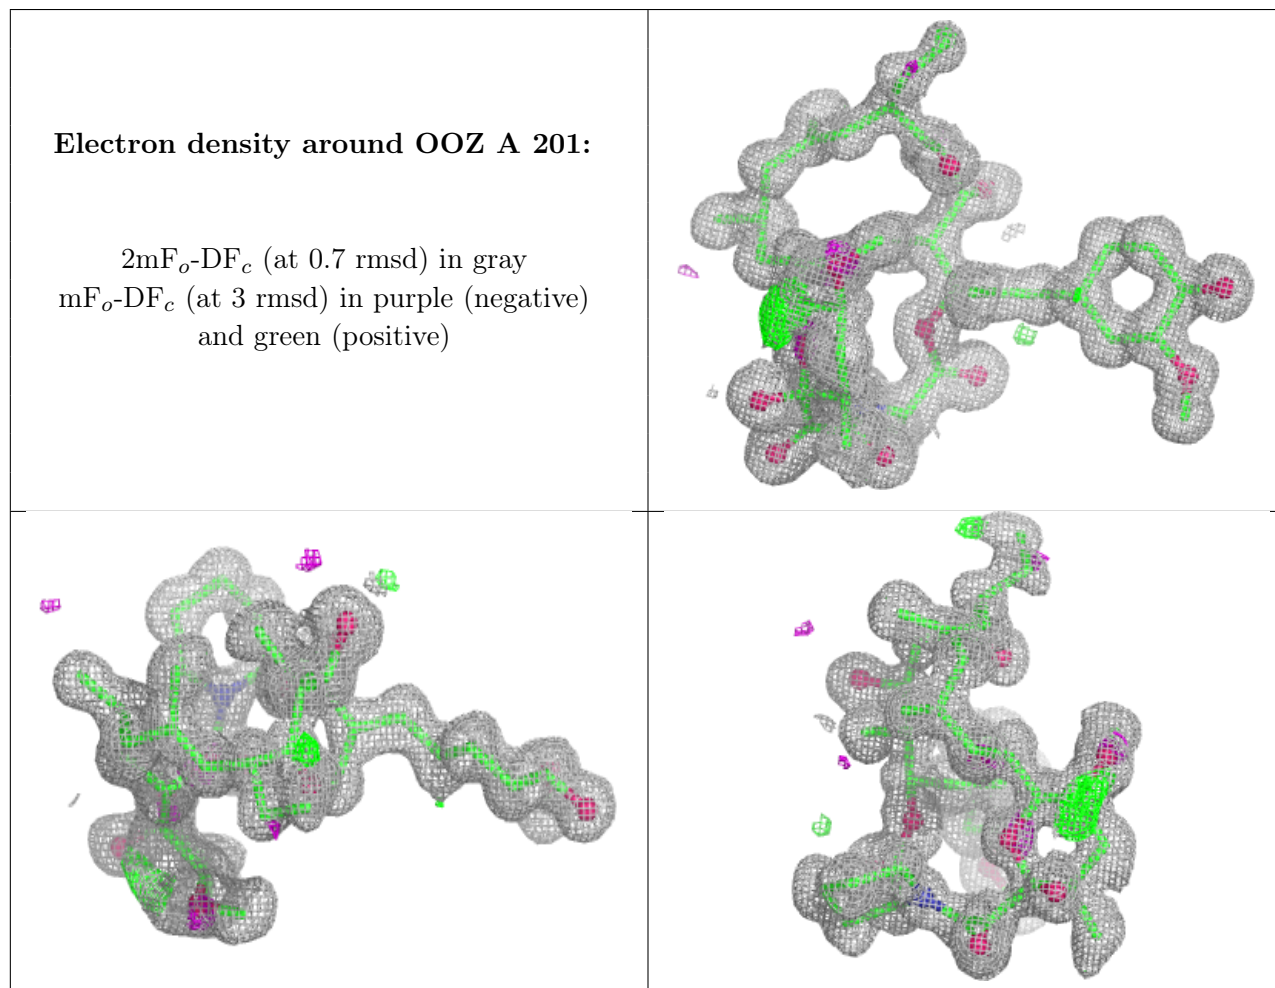 Electron density around OOZ A 201:
2mFo-DFc (at 0.7 rmsd) in gray
mFo-DFc (at 3 rmsd) in purple (negative)
and green (positive)